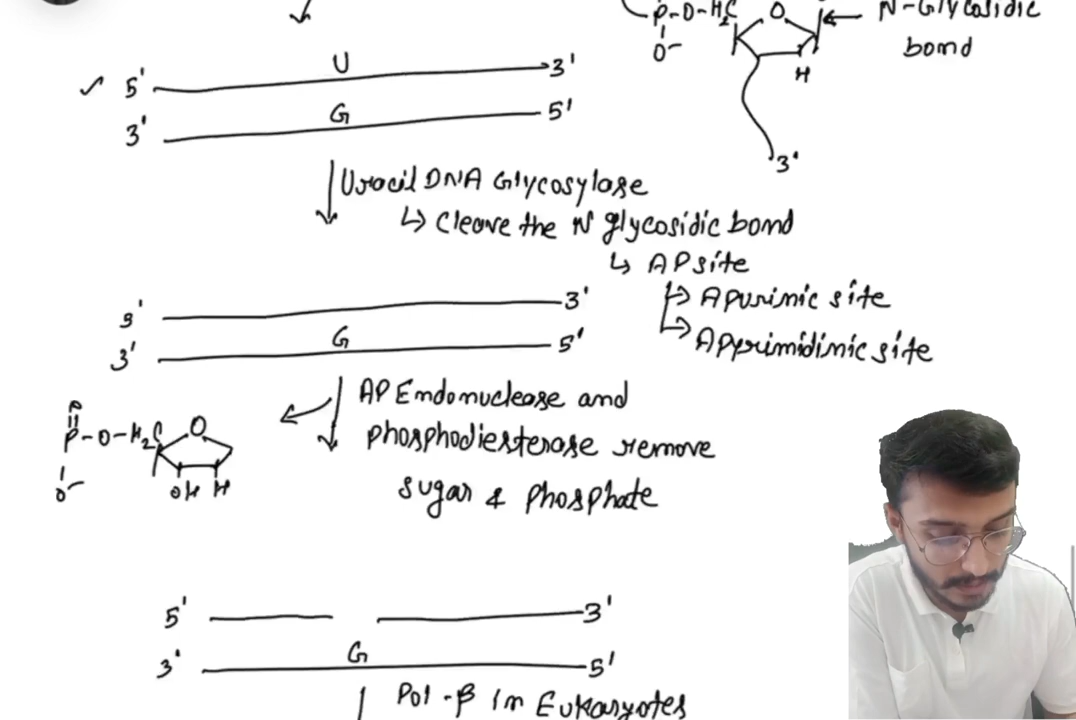 P-O-H₂C O N-Glycosidic
bond
O-
H
3'
5' U 3'
3' G 5'
Uracil DNA Glycosylase
↳ Cleave the N glycosidic bond
↳ AP site
→ Apurinic site
→ Apyrimidinic site
3' 3'
3' G 5'
AP Endonuclease and
phosphodiesterase remove
sugar & phosphate
P-O-H₂C O
O- OH H
5' 3'
3' G 5'
Pol-β in Eukaryotes